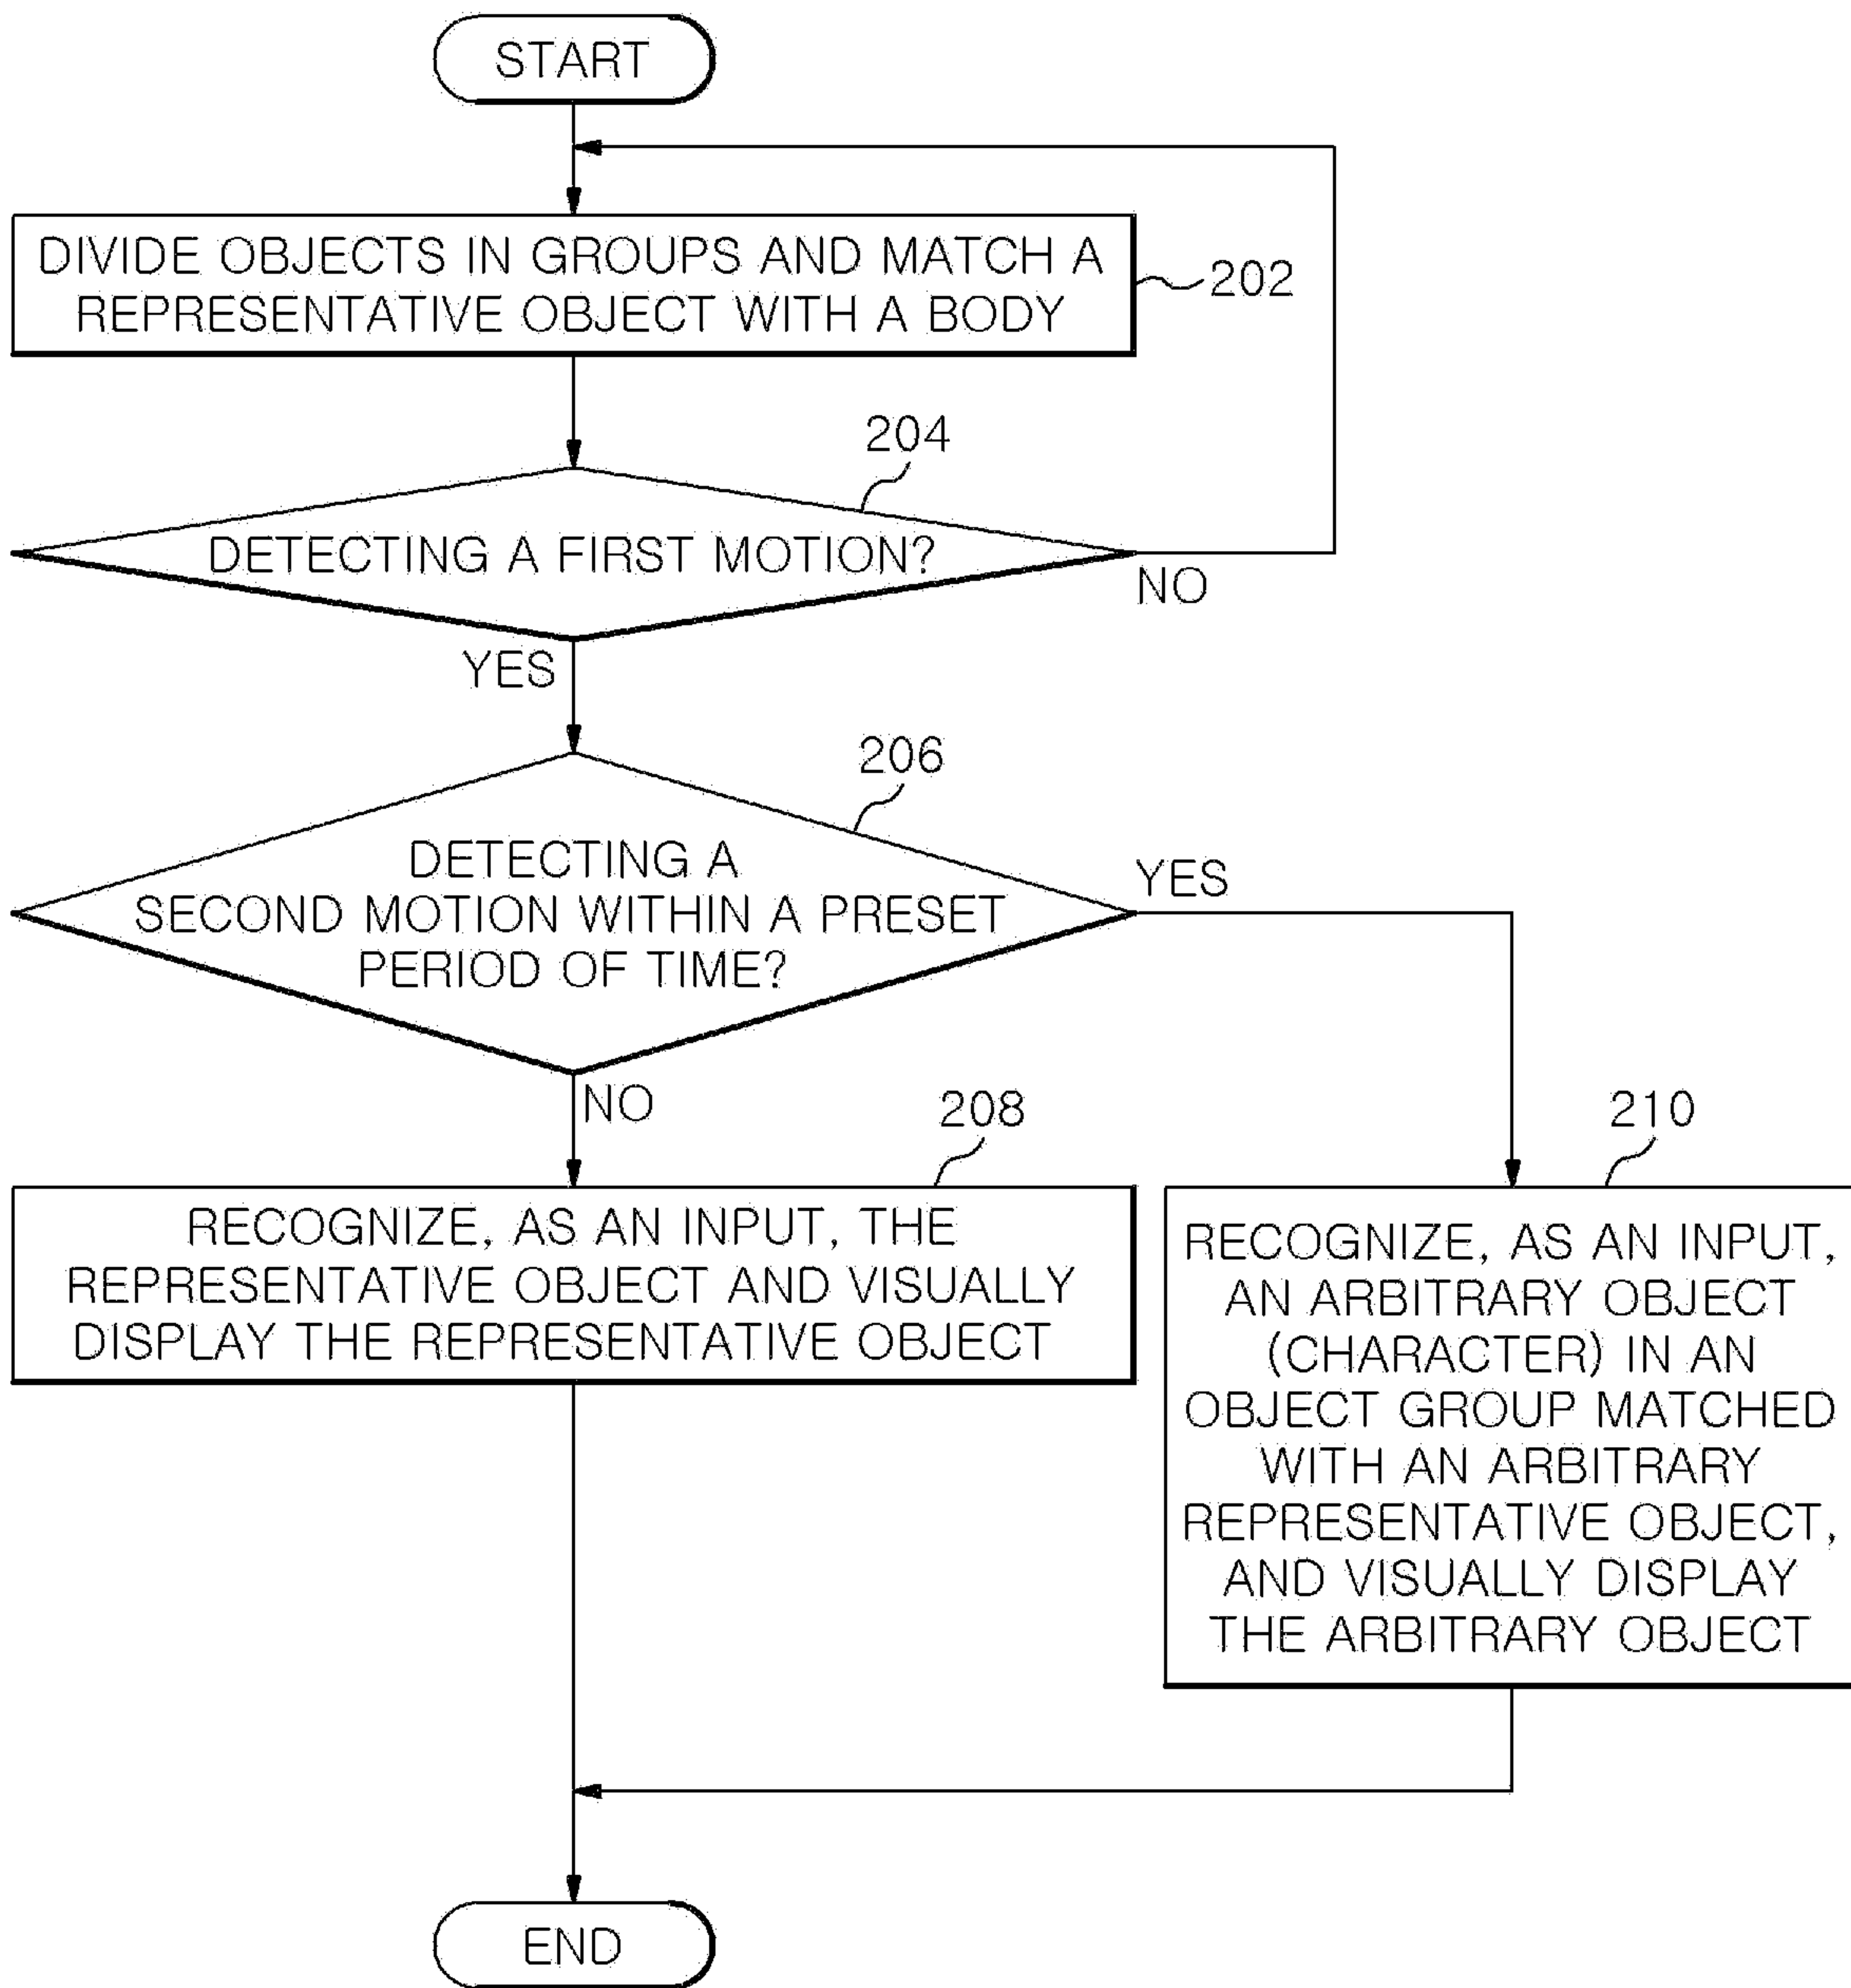 START
DIVIDE OBJECTS IN GROUPS AND MATCH A
REPRESENTATIVE OBJECT WITH A BODY
202
204
DETECTING A FIRST MOTION?
NO
YES
206
DETECTING A
SECOND MOTION WITHIN A PRESET
PERIOD OF TIME?
YES
NO
208
RECOGNIZE, AS AN INPUT, THE
REPRESENTATIVE OBJECT AND VISUALLY
DISPLAY THE REPRESENTATIVE OBJECT
210
RECOGNIZE, AS AN INPUT,
AN ARBITRARY OBJECT
(CHARACTER) IN AN
OBJECT GROUP MATCHED
WITH AN ARBITRARY
REPRESENTATIVE OBJECT,
AND VISUALLY DISPLAY
THE ARBITRARY OBJECT
END